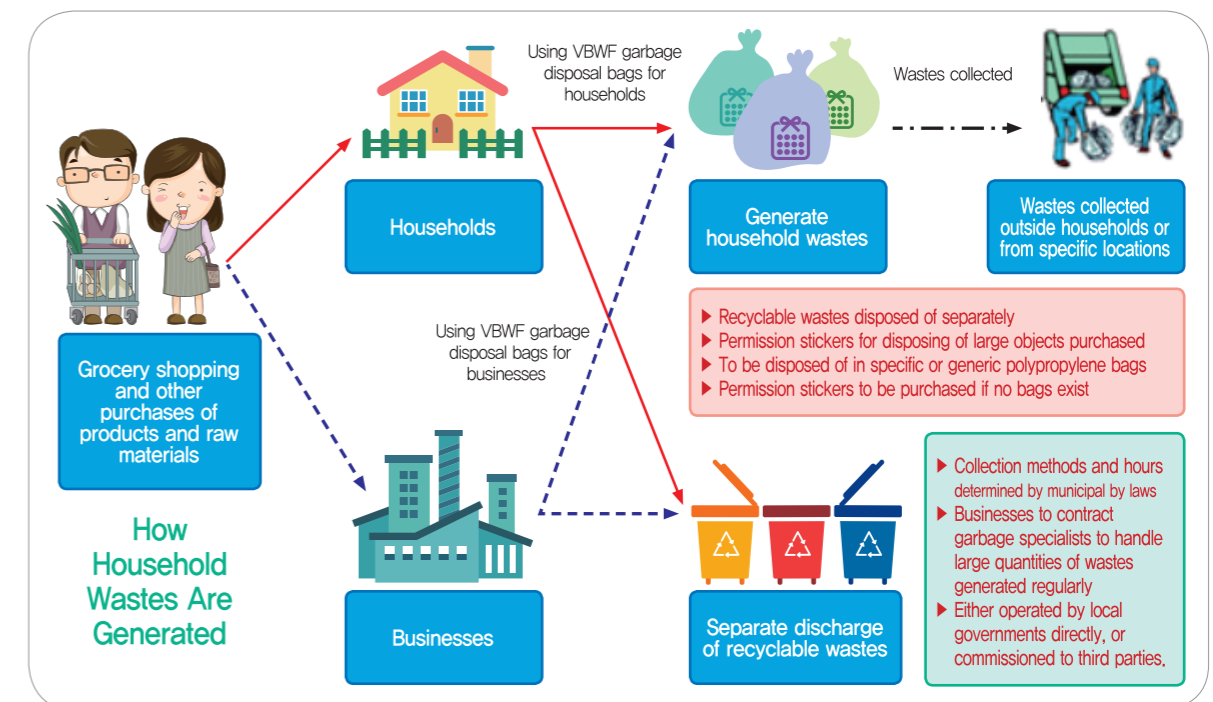 Using VBWF garbage
disposal bags for
households
Wastes collected
Households
Generate
household wastes
Wastes collected
outside households or
from specific locations
Grocery shopping
and other
purchases of
products and raw
materials
Using VBWF garbage
disposal bags for
businesses
▶ Recyclable wastes disposed of separately
▶ Permission stickers for disposing of large objects purchased
▶ To be disposed of in specific or generic polypropylene bags
▶ Permission stickers to be purchased if no bags exist
How
Household
Wastes Are
Generated
Businesses
Separate discharge
of recyclable wastes
▶ Collection methods and hours
determined by municipal by laws
▶ Businesses to contract
garbage specialists to handle
large quantities of wastes
generated regularly
▶ Either operated by local
governments directly, or
commissioned to third parties.